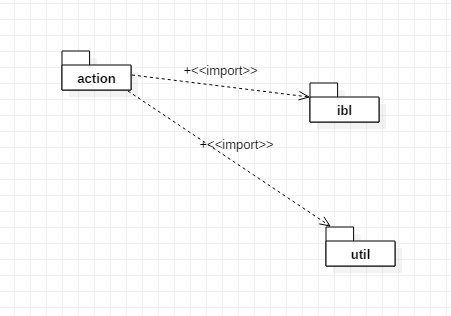 action
+<<import>>
ibl
+<<import>>
util